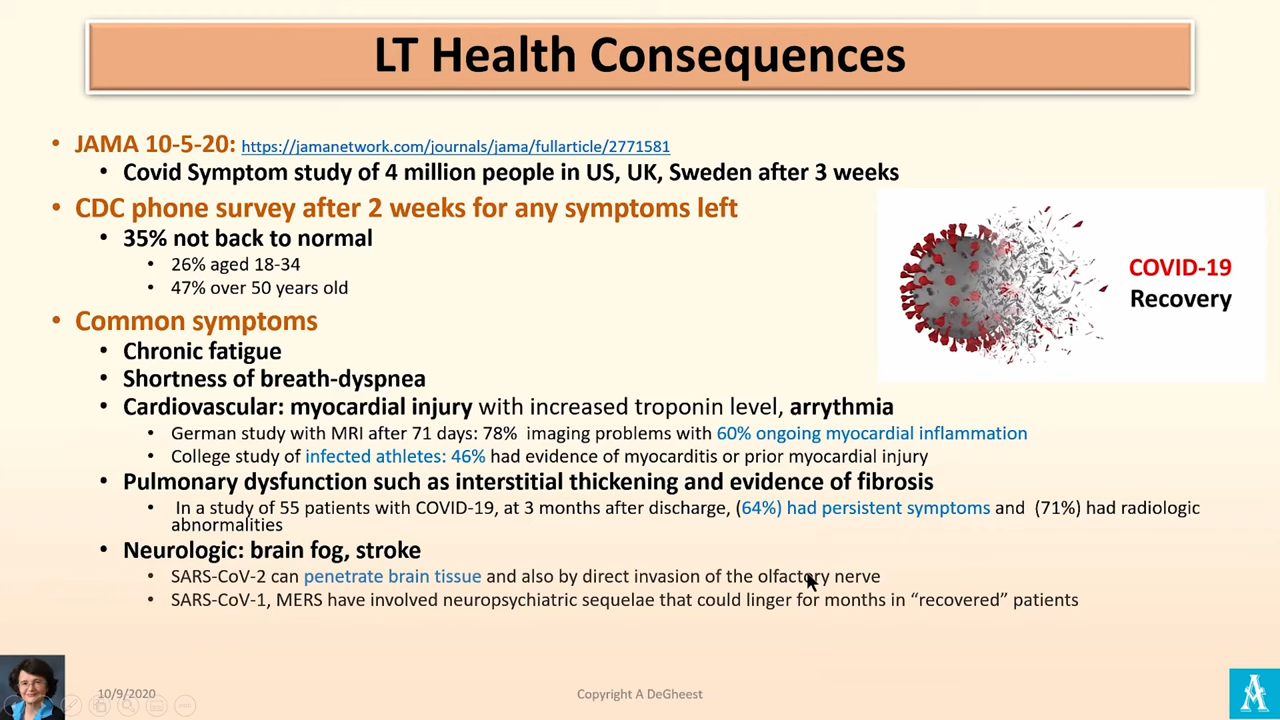 LT Health Consequences
• JAMA 10-5-20: https://jamanetwork.com/journals/jama/fullarticle/2771581
• Covid Symptom study of 4 million people in US, UK, Sweden after 3 weeks
• CDC phone survey after 2 weeks for any symptoms left
• 35% not back to normal
• 26% aged 18-34
• 47% over 50 years old
COVID-19
Recovery
• Common symptoms
• Chronic fatigue
• Shortness of breath-dyspnea
• Cardiovascular: myocardial injury with increased troponin level, arrythmia
• German study with MRI after 71 days: 78% imaging problems with 60% ongoing myocardial inflammation
• College study of infected athletes: 46% had evidence of myocarditis or prior myocardial injury
• Pulmonary dysfunction such as interstitial thickening and evidence of fibrosis
• In a study of 55 patients with COVID-19, at 3 months after discharge, (64%) had persistent symptoms and (71%) had radiologic
abnormalities
• Neurologic: brain fog, stroke
• SARS-CoV-2 can penetrate brain tissue and also by direct invasion of the olfactory nerve
• SARS-CoV-1, MERS have involved neuropsychiatric sequelae that could linger for months in “recovered” patients
10/9/2020
Copyright A DeGheest
A